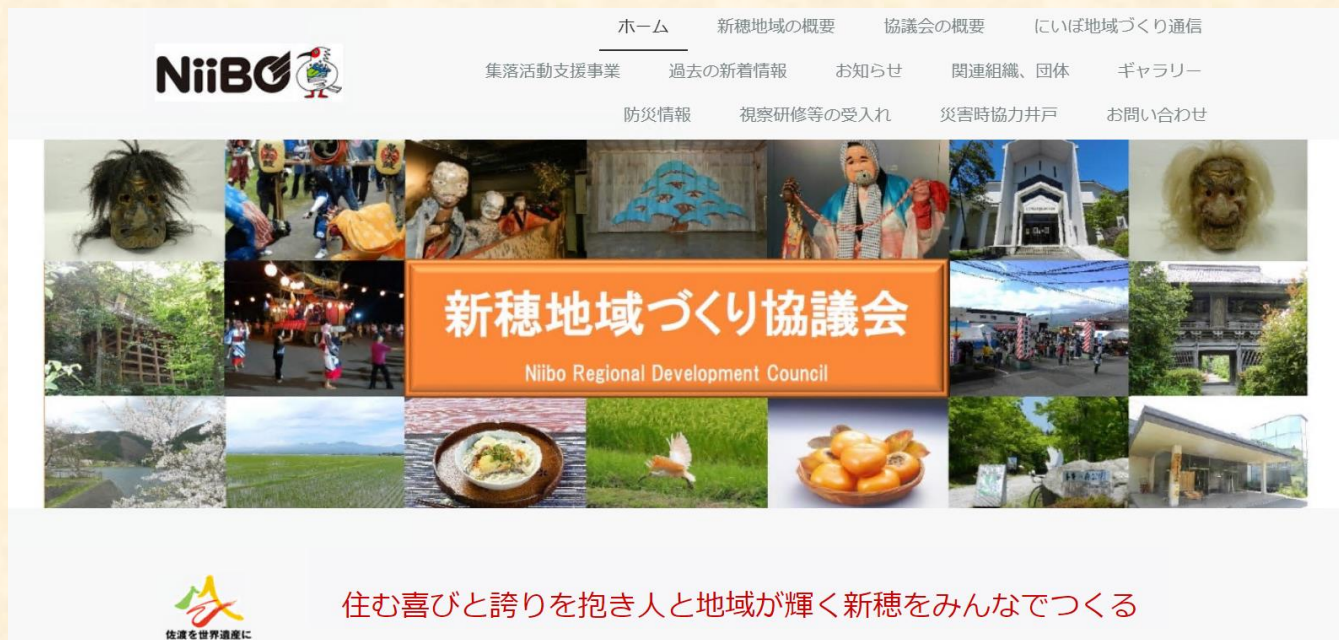 ホーム 新穂地域の概要 協議会の概要 にいぼ地域づくり通信
NiiBO
集落活動支援事業 過去の新着情報 お知らせ 関連組織、団体 ギャラリー
防災情報 視察研修等の受入れ 災害時協力井戸 お問い合わせ
新穂地域づくり協議会
Niibo Regional Development Council
住む喜びと誇りを抱き人と地域が輝く新穂をみんなでつくる
佐渡を世界遺産に